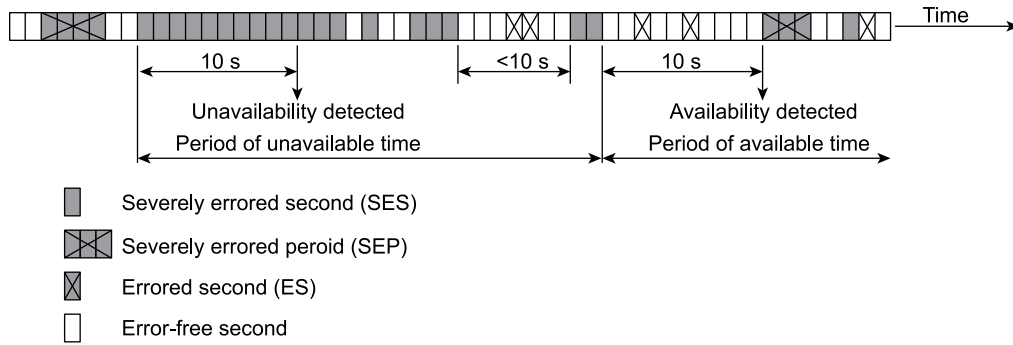 Time
10 s
<10 s
10 s
Unavailability detected
Availability detected
Period of unavailable time
Period of available time
Severely errored second (SES)
Severely errored peroid (SEP)
Errored second (ES)
Error-free second